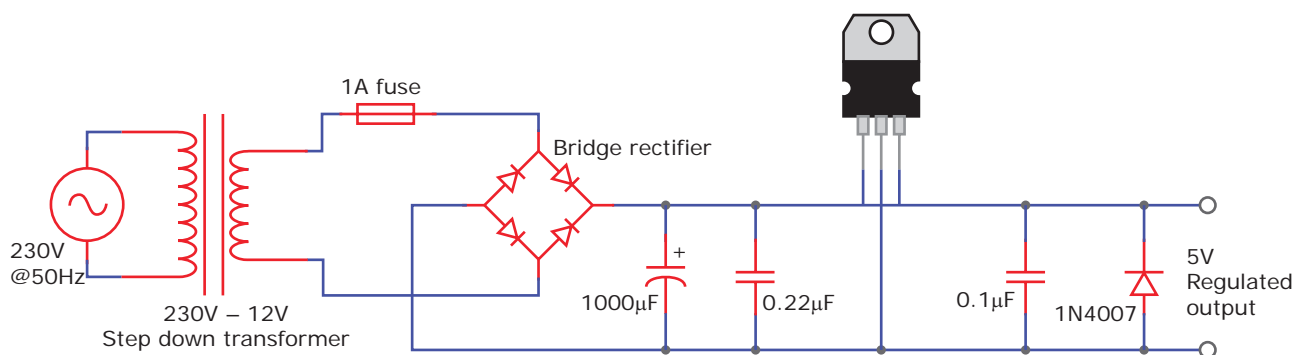 1A fuse
Bridge rectifier
230V
@50Hz
230V – 12V
Step down transformer
+
1000µF
0.22µF
0.1µF
1N4007
5V
Regulated
output